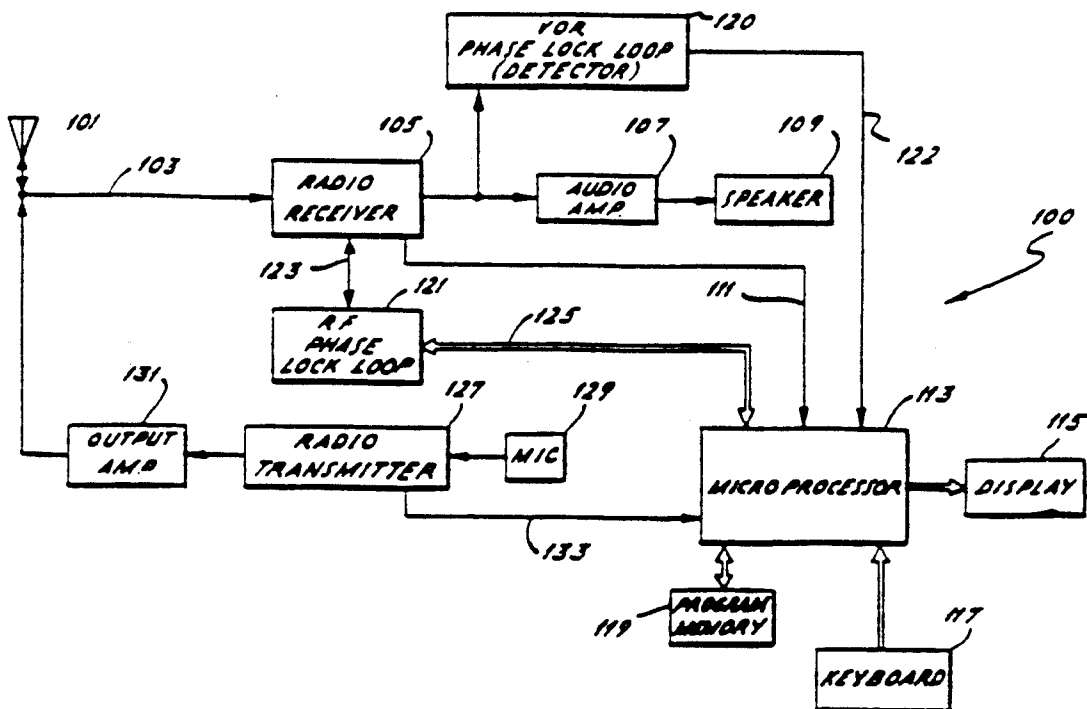 120
VOR
PHASE LOCK LOOP
(DETECTOR)
101
105
107
109
122
103
RADIO
RECEIVER
AUDIO
AMP
SPEAKER
100
123
121
111
RF
PHASE
LOCK LOOP
125
131
127
129
113
115
OUTPUT
AMP
RADIO
TRANSMITTER
MIC
MICROPROCESSOR
DISPLAY
133
119
PROGRAM
MEMORY
117
KEYBOARD